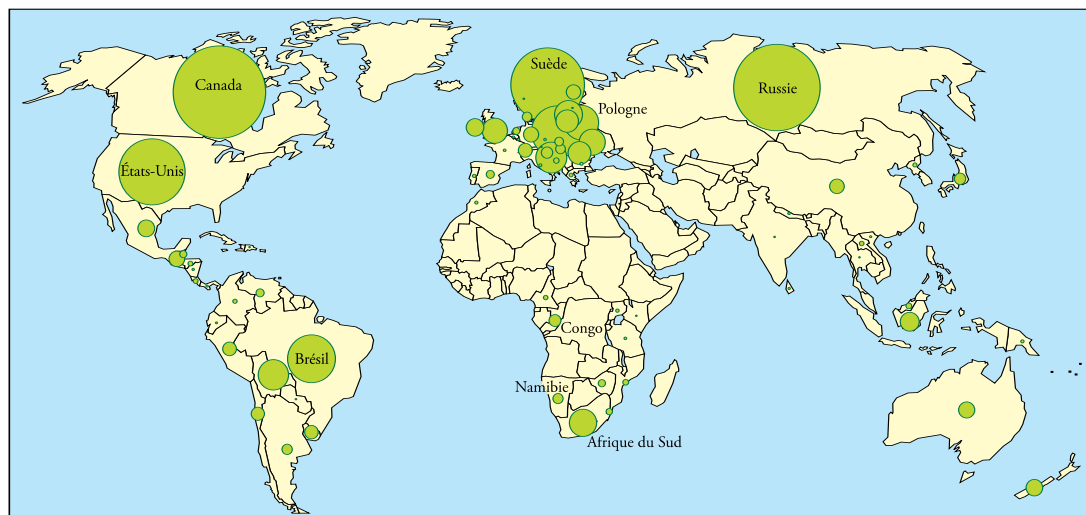 Suède
Canada
Russie
Pologne
États-Unis
Congo
Brésil
Namibie
Afrique du Sud